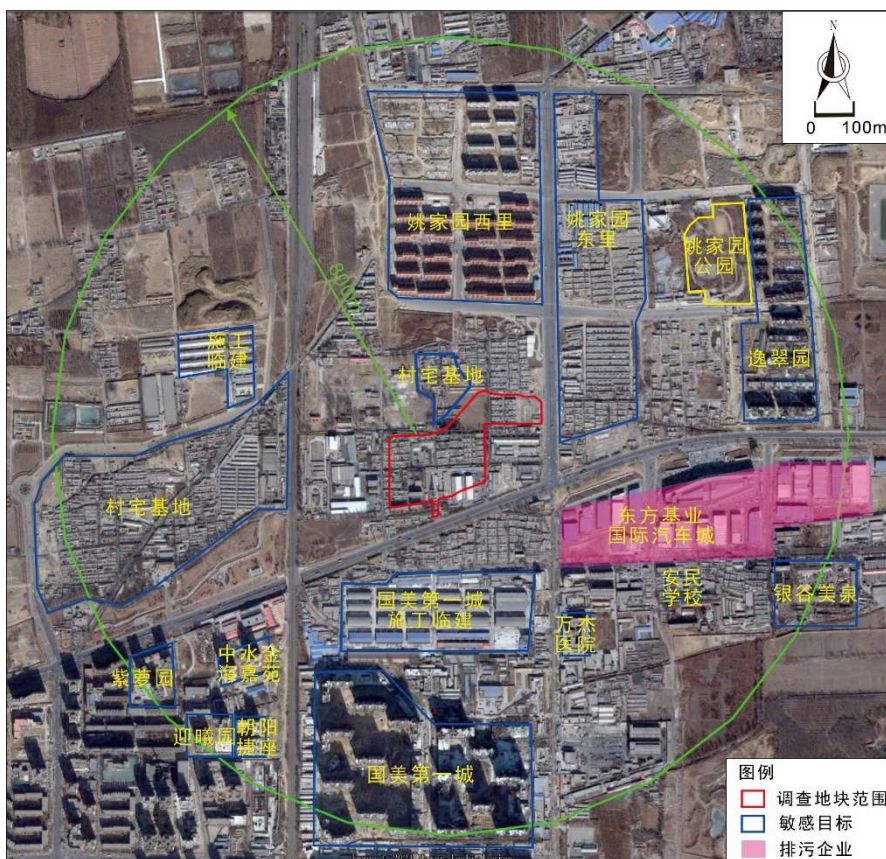 N
0 100m
姚家园西里
姚家园
东里
姚家园
公园
800m
施工
临建
村宅基地
逸翠园
村宅基地
东方基业
国际汽车城
国美第一城
施工临建
安民
学校
银谷美泉
万杰
医院
紫萝园
中水金
海嘉苑
迎曦园
朝阳
捷座
国美第一城
图例
调查地块范围
敏感目标
排污企业